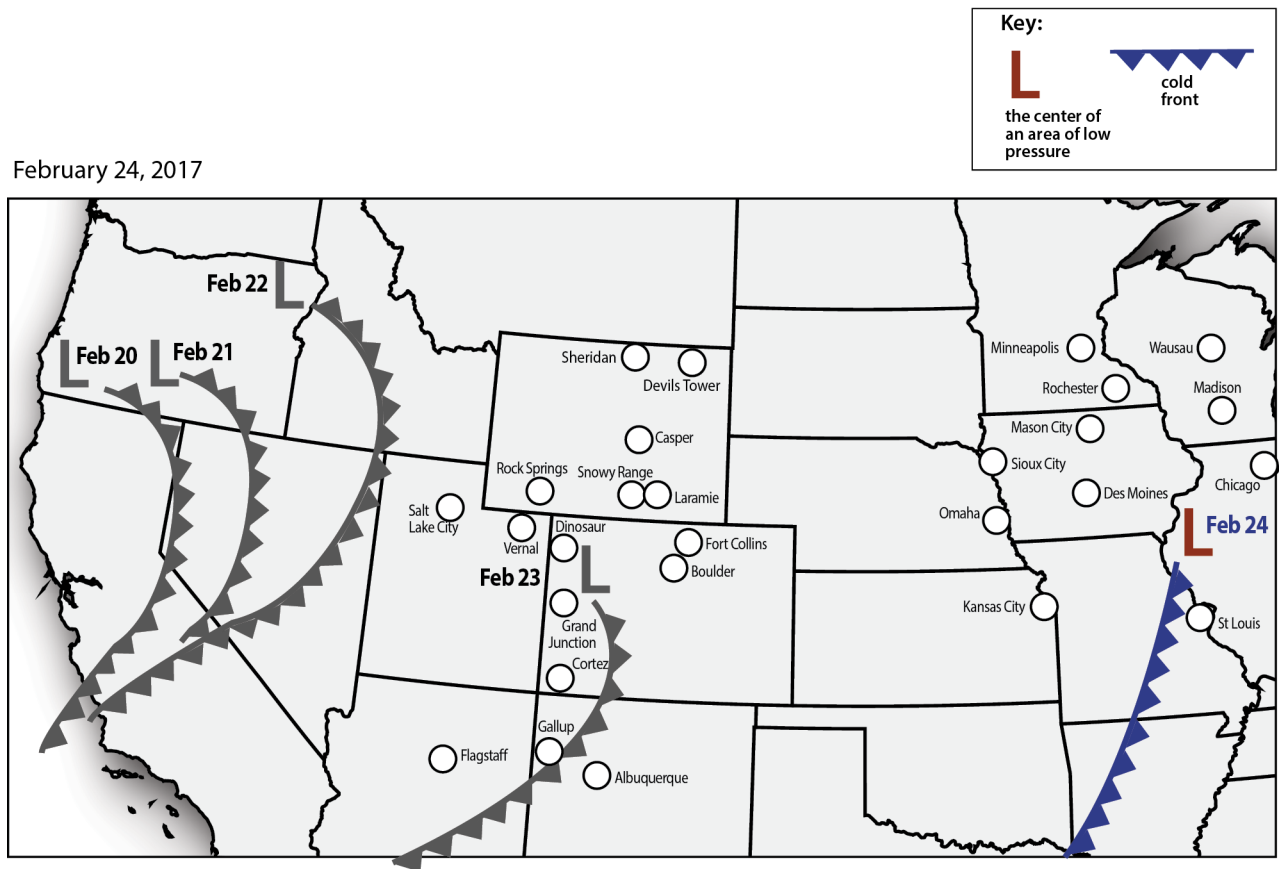 Key:
L
cold
front
the center of
an area of low
pressure
February 24, 2017
Feb 22
L
L
Feb 20
L
Feb 21
Sheridan
Devils Tower
Minneapolis
Wausau
Rochester
Madison
Mason City
Casper
Rock Springs
Snowy Range
Laramie
Sioux City
Chicago
Des Moines
Salt
Lake City
Omaha
Vernal
Dinosaur
Fort Collins
L
Feb 24
Feb 23
L
Boulder
Kansas City
Grand
Junction
St Louis
Cortez
Gallup
Flagstaff
Albuquerque